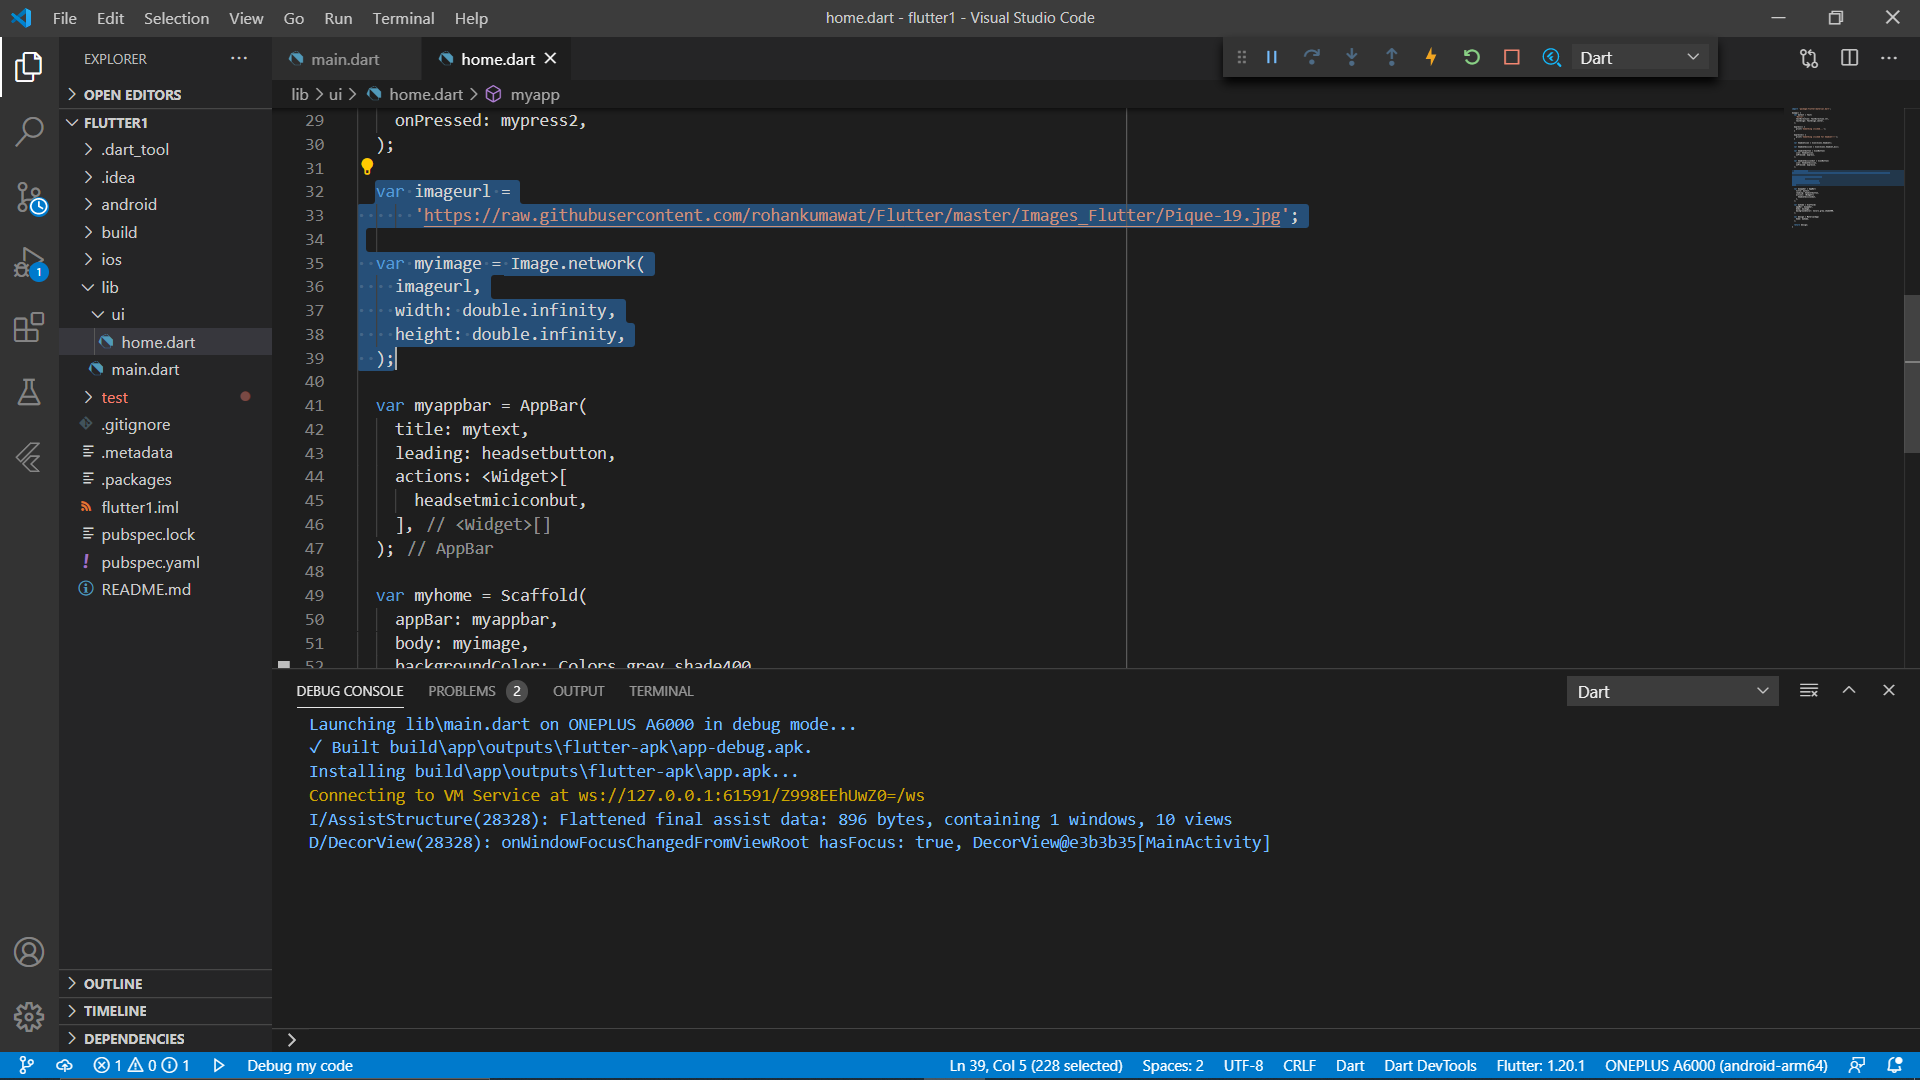 File Edit Selection View Go Run Terminal Help
home.dart - flutter1 - Visual Studio Code
EXPLORER
main.dart
home.dart
Dart
OPEN EDITORS
lib > ui > home.dart > myapp
FLUTTER1
.dart_tool
.idea
android
build
ios
lib
ui
home.dart
main.dart
test
.gitignore
.metadata
.packages
flutter1.iml
pubspec.lock
pubspec.yaml
README.md
OUTLINE
TIMELINE
DEPENDENCIES
1
29 onPressed: mypress2,
30 );
31
32 var imageurl =
33 'https://raw.githubusercontent.com/rohankumawat/Flutter/master/Images_Flutter/Pique-19.jpg';
34
35 var myimage = Image.network(
36 imageurl,
37 width: double.infinity,
38 height: double.infinity,
39 );
40
41 var myappbar = AppBar(
42 title: mytext,
43 leading: headsetbutton,
44 actions: <Widget>[
45 headsetmiciconbut,
46 ], // <Widget>[]
47 ); // AppBar
48
49 var myhome = Scaffold(
50 appBar: myappbar,
51 body: myimage,
52 backgroundColor: Colors.grey.shade400
DEBUG CONSOLE PROBLEMS 2 OUTPUT TERMINAL
Dart
Launching lib\main.dart on ONEPLUS A6000 in debug mode...
✓ Built build\app\outputs\flutter-apk\app-debug.apk.
Installing build\app\outputs\flutter-apk\app.apk...
Connecting to VM Service at ws://127.0.0.1:61591/Z998EEhUwZ0=/ws
I/AssistStructure(28328): Flattened final assist data: 896 bytes, containing 1 windows, 10 views
D/DecorView(28328): onWindowFocusChangedFromViewRoot hasFocus: true, DecorView@e3b3b35[MainActivity]
1 0 1 Debug my code
Ln 39, Col 5 (228 selected) Spaces: 2 UTF-8 CRLF Dart Dart DevTools Flutter: 1.20.1 ONEPLUS A6000 (android-arm64)